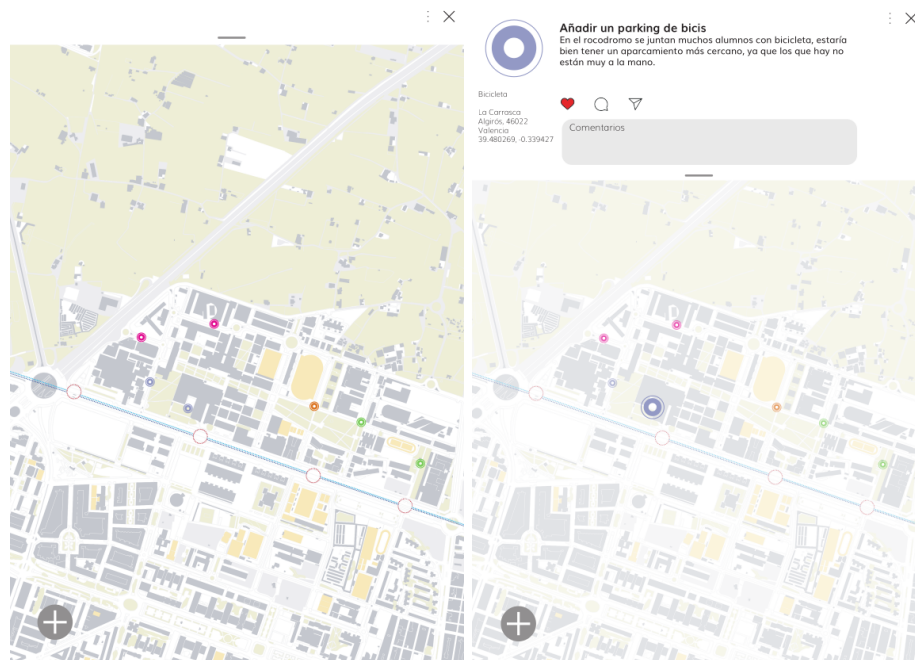 Añadir un parking de bicis
En el rocodromo se juntan muchos alumnos con bicicleta, estaría
bien tener un aparcamiento más cercano, ya que los que hay no
están muy a la mano.
Bicicleta
La Carrasca
Algirós, 46022
Valencia
39.480269, -0.339427
Comentarios